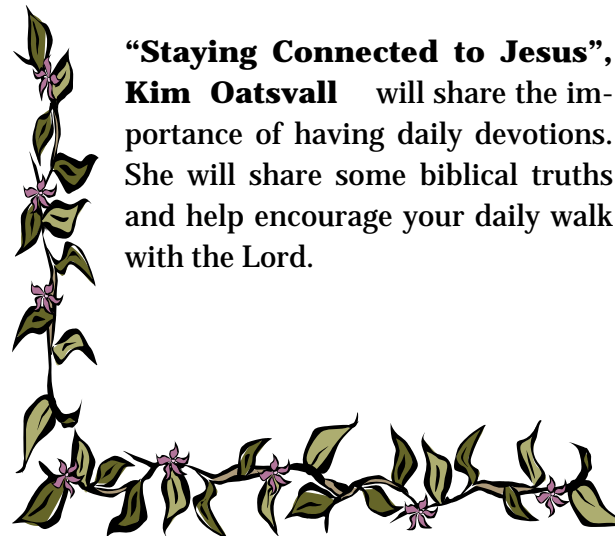 “Staying Connected to Jesus”,
Kim Oatsvall will share the im-
portance of having daily devotions.
She will share some biblical truths
and help encourage your daily walk
with the Lord.